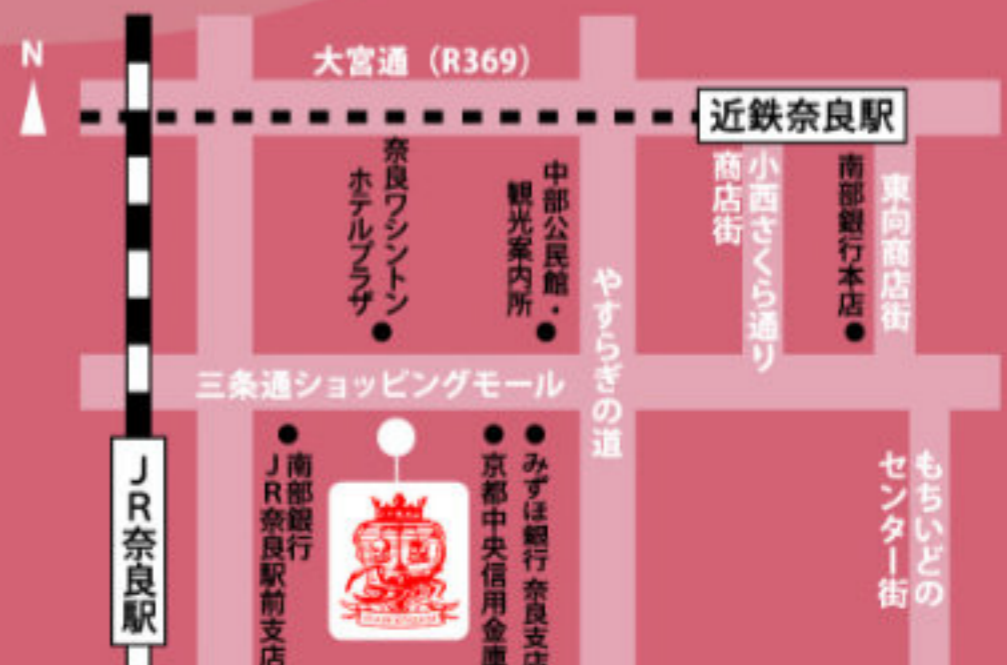 N
大宮通（R369）
近鉄奈良駅
奈良ワシントン
ホテルプラザ
中部公民館・
観光案内所
やすらぎの道
小西さくら通り
商店街
南部銀行本店
東向商店街
三条通ショッピングモール
JR奈良駅
南部銀行
JR奈良駅前支店
京都中央信用金庫
みずほ銀行 奈良支店
もちいどの
センター街